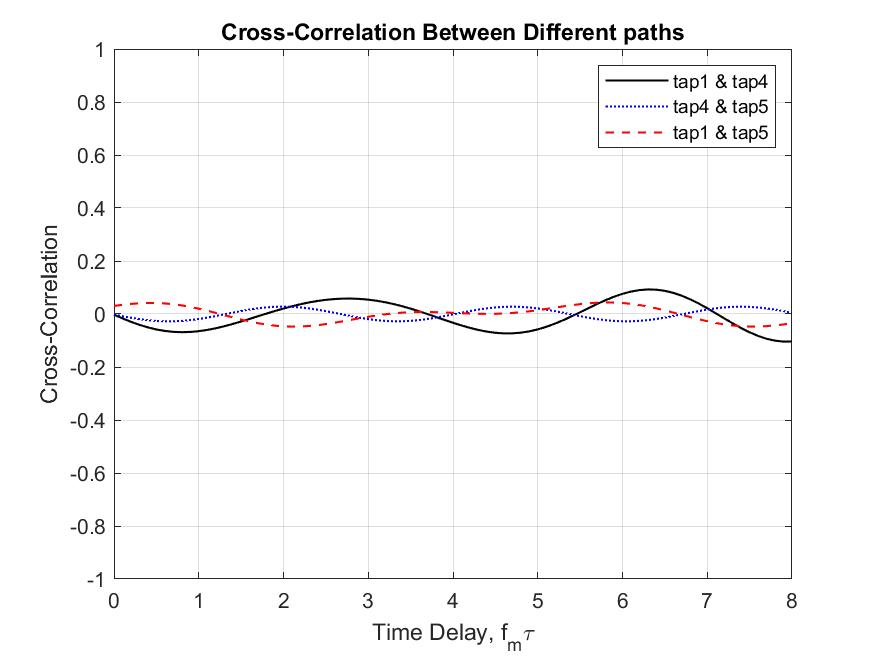 Cross-Correlation Between Different paths
1
0.8
0.6
0.4
0.2
0
-0.2
-0.4
-0.6
-0.8
-1
Cross-Correlation
tap1 & tap4
tap4 & tap5
tap1 & tap5
0 1 2 3 4 5 6 7 8
Time Delay, fₘτ